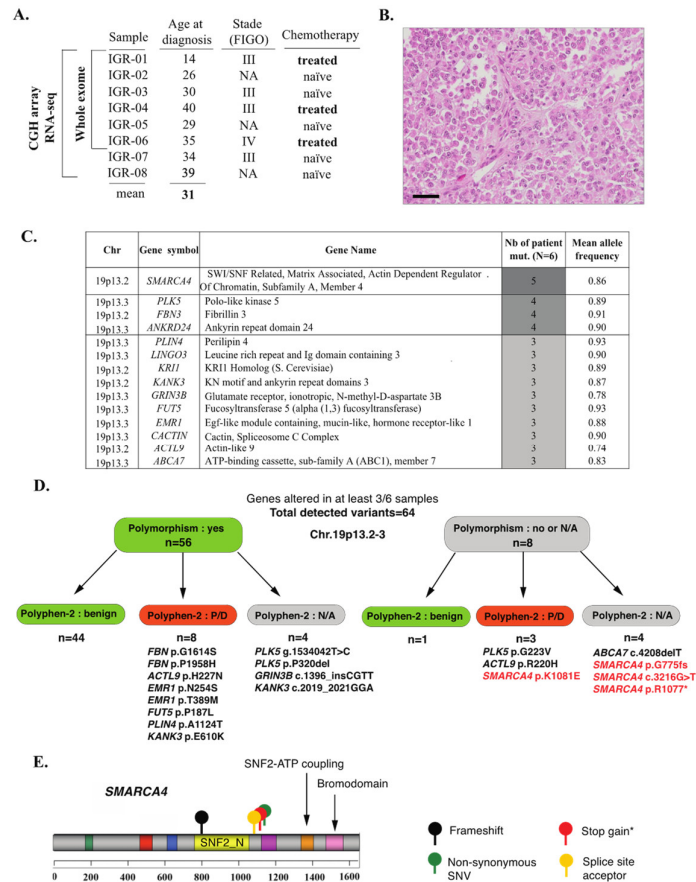 A.
Sample Age at diagnosis Stade (FIGO) Chemotherapy
IGR-01 14 III treated
IGR-02 26 NA naïve
IGR-03 30 III naïve
IGR-04 40 III treated
IGR-05 29 NA naïve
IGR-06 35 IV treated
IGR-07 34 III naïve
IGR-08 39 NA naïve
mean 31
CGH array
RNA-seq
Whole exome
B.
C.
Chr Gene symbol Gene Name Nb of patient mut. (N=6) Mean allele frequency
19p13.2 SMARCA4 SWI/SNF Related, Matrix Associated, Actin Dependent Regulator . Of Chromatin, Subfamily A, Member 4 5 0.86
19p13.3 PLK5 Polo-like kinase 5 4 0.89
19p13.2 FBN3 Fibrillin 3 4 0.91
19p13.3 ANKRD24 Ankyrin repeat domain 24 4 0.90
19p13.3 PLIN4 Perilipin 4 3 0.93
19p13.3 LINGO3 Leucine rich repeat and Ig domain containing 3 3 0.90
19p13.2 KRI1 KRI1 Homolog (S. Cerevisiae) 3 0.89
19p13.2 KANK3 KN motif and ankyrin repeat domains 3 3 0.87
19p13.3 GRIN3B Glutamate receptor, ionotropic, N-methyl-D-aspartate 3B 3 0.78
19p13.3 FUT5 Fucosyltransferase 5 (alpha (1,3) fucosyltransferase) 3 0.93
19p13.3 EMR1 Egf-like module containing, mucin-like, hormone receptor-like 1 3 0.88
19p13.3 CACTIN Cactin, Spliceosome C Complex 3 0.90
19p13.2 ACTL9 Actin-like 9 3 0.74
19p13.3 ABCA7 ATP-binding cassette, sub-family A (ABC1), member 7 3 0.83
D.
Genes altered in at least 3/6 samples
Total detected variants=64
Chr.19p13.2-3
Polymorphism : yes
n=56
Polymorphism : no or N/A
n=8
Polyphen-2 : benign
n=44
Polyphen-2 : P/D
n=8
FBN p.G1614S
FBN p.P1958H
ACTL9 p.H227N
EMR1 p.N254S
EMR1 p.T389M
FUT5 p.P187L
PLIN4 p.A1124T
KANK3 p.E610K
Polyphen-2 : N/A
n=4
PLK5 g.1534042T>C
PLK5 p.P320del
GRIN3B c.1396_insCGTT
KANK3 c.2019_2021GGA
Polyphen-2 : benign
n=1
Polyphen-2 : P/D
n=3
PLK5 p.G223V
ACTL9 p.R220H
SMARCA4 p.K1081E
Polyphen-2 : N/A
n=4
ABCA7 c.4208delT
SMARCA4 p.G775fs
SMARCA4 c.3216G>T
SMARCA4 p.R1077*
E.
SMARCA4
SNF2-ATP coupling
Bromodomain
SNF2_N
0 200 400 600 800 1000 1200 1400 1600
Frameshift
Stop gain*
Non-synonymous
SNV
Splice site
acceptor